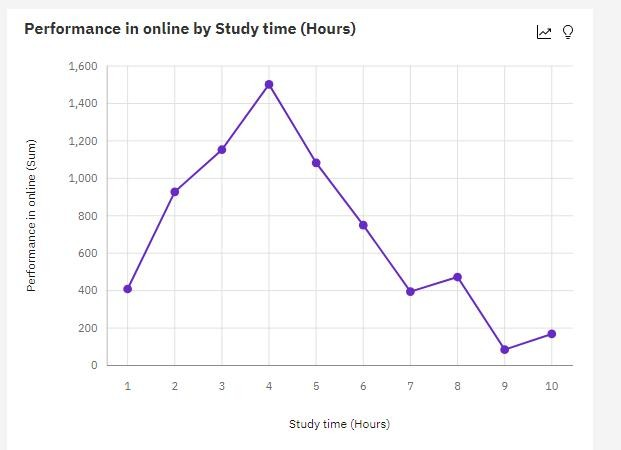 Performance in online by Study time (Hours)
Performance in online (Sum)
1,600
1,400
1,200
1,000
800
600
400
200
0
1 2 3 4 5 6 7 8 9 10
Study time (Hours)